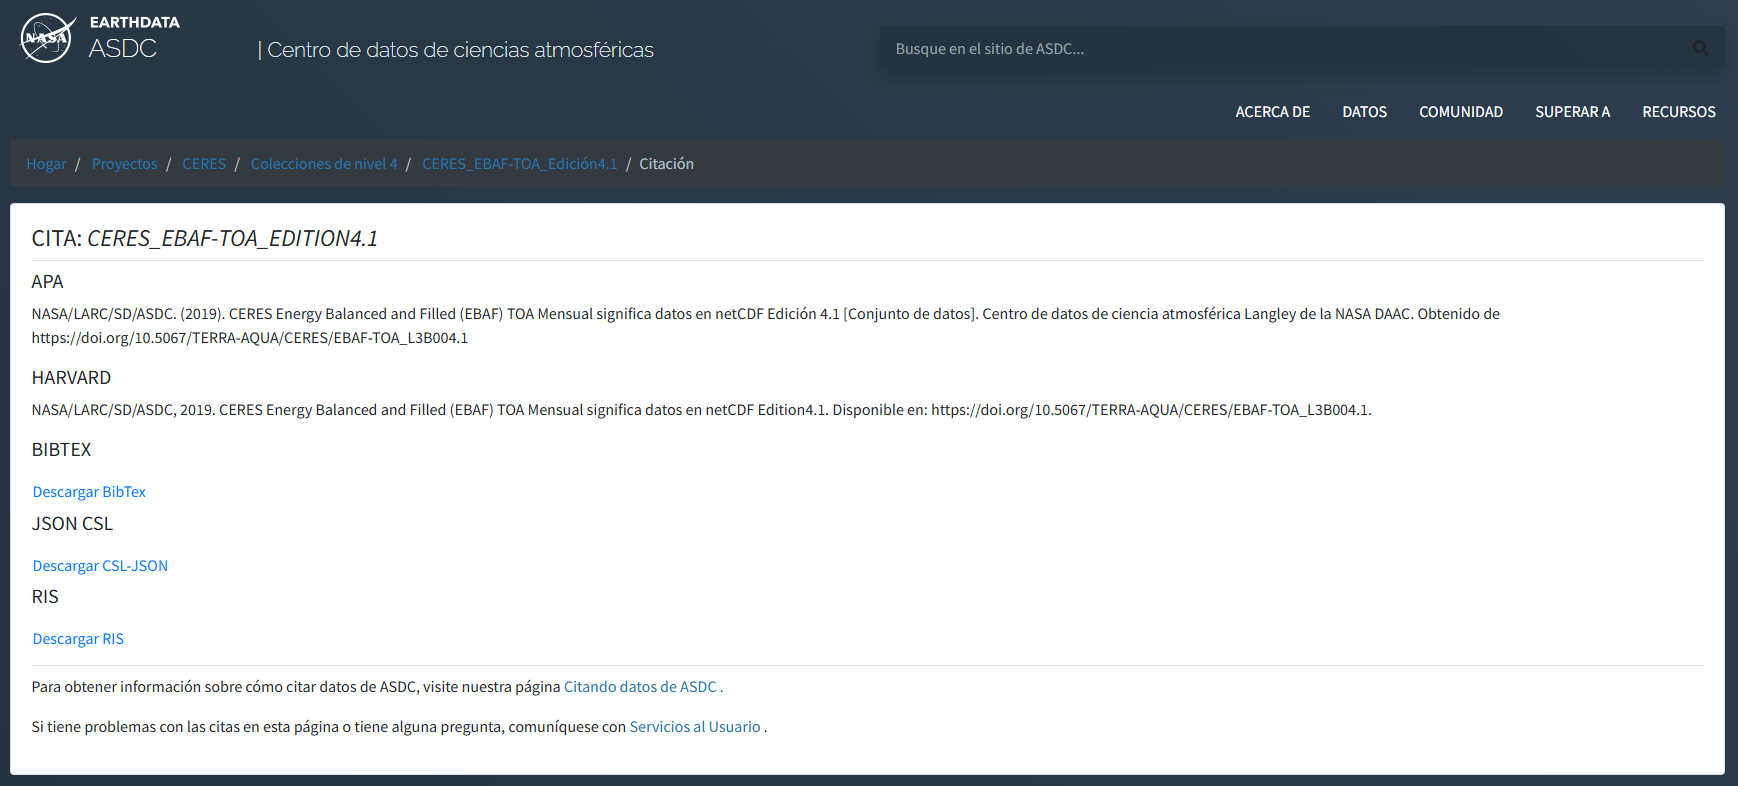 NASA
EARTHDATA
ASDC
| Centro de datos de ciencias atmosféricas
Busque en el sitio de ASDC...
ACERCA DE DATOS COMUNIDAD SUPERAR A RECURSOS
Hogar / Proyectos / CERES / Colecciones de nivel 4 / CERES_EBAF-TOA_Edición4.1 / Citación
CITA: CERES_EBAF-TOA_EDITION4.1
APA
NASA/LARC/SD/ASDC. (2019). CERES Energy Balanced and Filled (EBAF) TOA Mensual significa datos en netCDF Edición 4.1 [Conjunto de datos]. Centro de datos de ciencia atmosférica Langley de la NASA DAAC. Obtenido de
https://doi.org/10.5067/TERRA-AQUA/CERES/EBAF-TOA_L3B004.1
HARVARD
NASA/LARC/SD/ASDC, 2019. CERES Energy Balanced and Filled (EBAF) TOA Mensual significa datos en netCDF Edition4.1. Disponible en: https://doi.org/10.5067/TERRA-AQUA/CERES/EBAF-TOA_L3B004.1.
BIBTEX
Descargar BibTex
JSON CSL
Descargar CSL-JSON
RIS
Descargar RIS
Para obtener información sobre cómo citar datos de ASDC, visite nuestra página Citando datos de ASDC .
Si tiene problemas con las citas en esta página o tiene alguna pregunta, comuníquese con Servicios al Usuario .